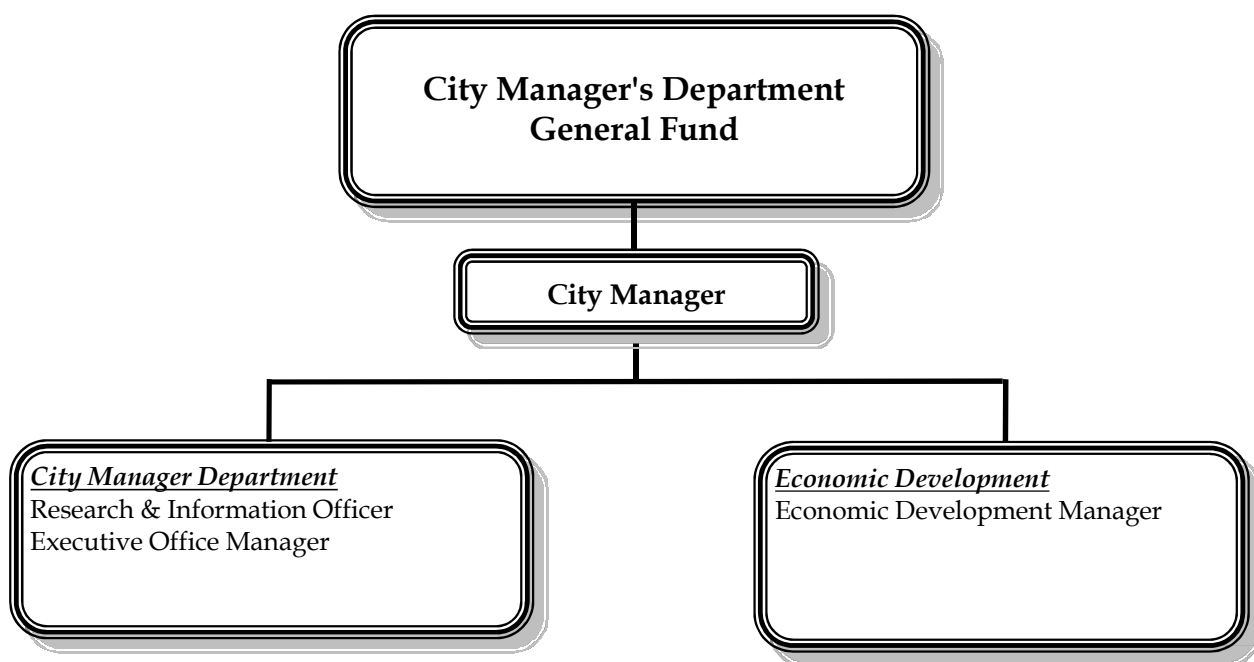 City Manager's Department
General Fund
City Manager
City Manager Department
Research & Information Officer
Executive Office Manager
Economic Development
Economic Development Manager